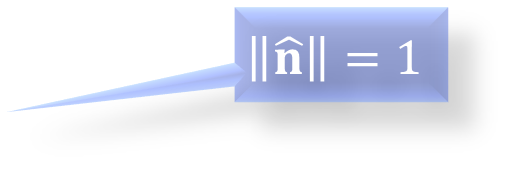 ‖n̂‖ = 1